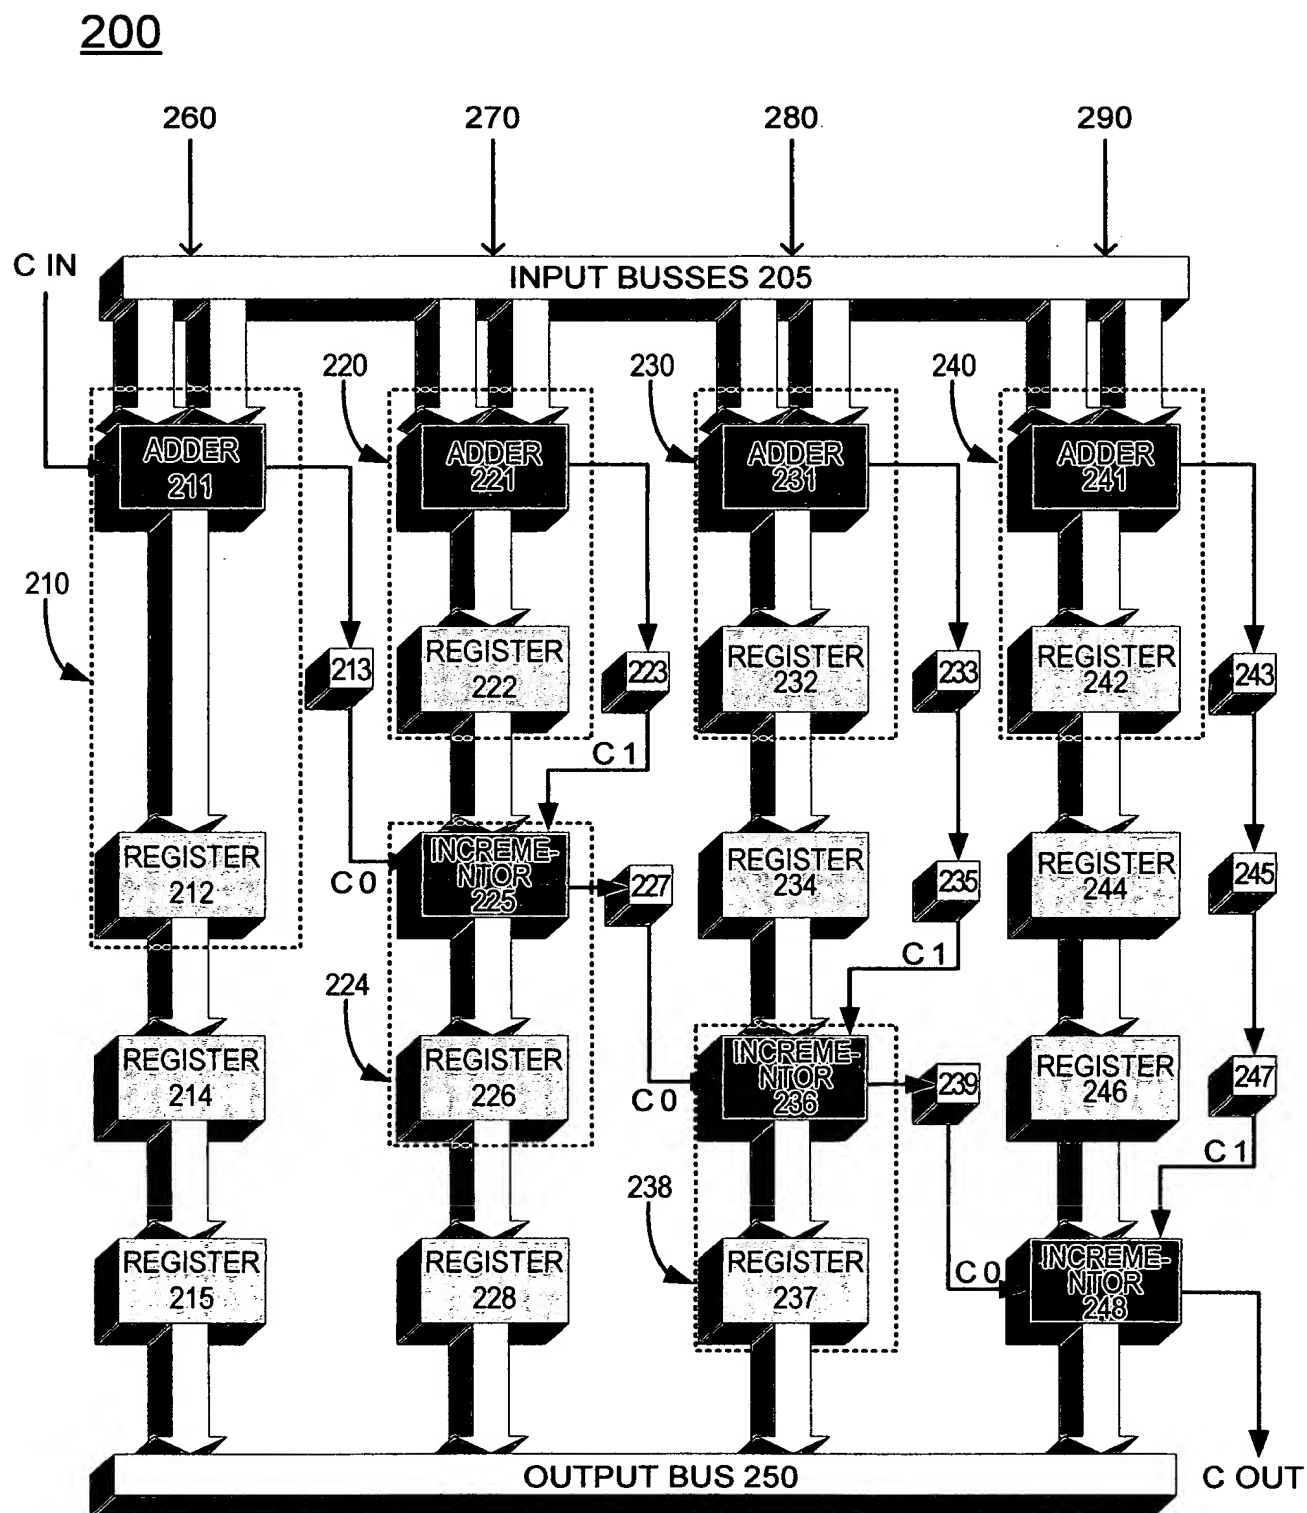 200
260
270
280
290
C IN
INPUT BUSSES 205
220
230
240
ADDER
211
ADDER
221
ADDER
231
ADDER
241
210
213
REGISTER
222
223
REGISTER
232
233
REGISTER
242
243
C 1
REGISTER
212
C 0
INCREME-
NTOR
225
227
REGISTER
234
235
REGISTER
244
245
C 1
224
REGISTER
214
REGISTER
226
C 0
INCREME-
NTOR
236
239
REGISTER
246
247
C 1
238
REGISTER
215
REGISTER
228
REGISTER
237
C 0
INCREME-
NTOR
248
OUTPUT BUS 250
C OUT